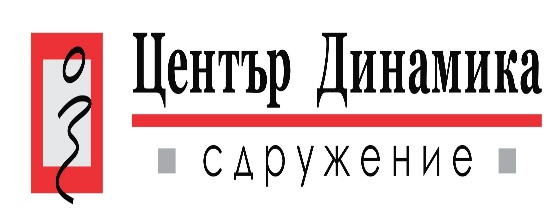 Център Динамика
сдружение